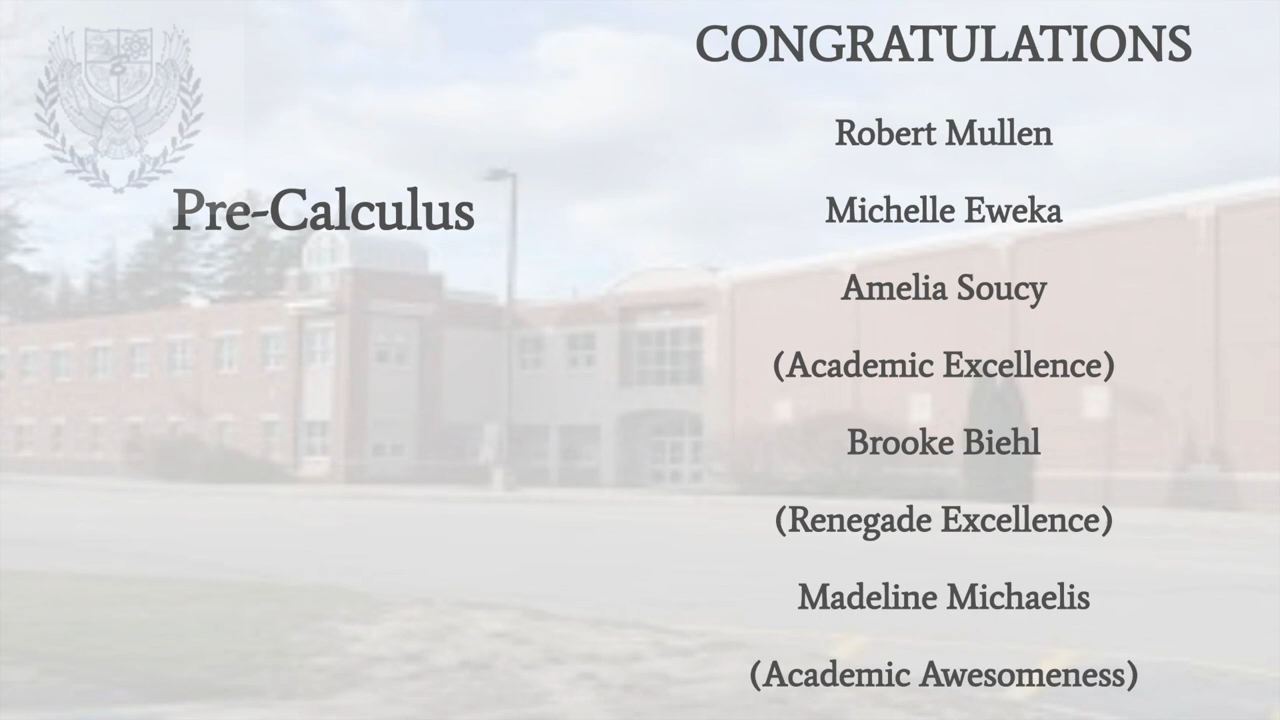 CONGRATULATIONS
Pre-Calculus
Robert Mullen
Michelle Eweka
Amelia Soucy
(Academic Excellence)
Brooke Biehl
(Renegade Excellence)
Madeline Michaelis
(Academic Awesomeness)